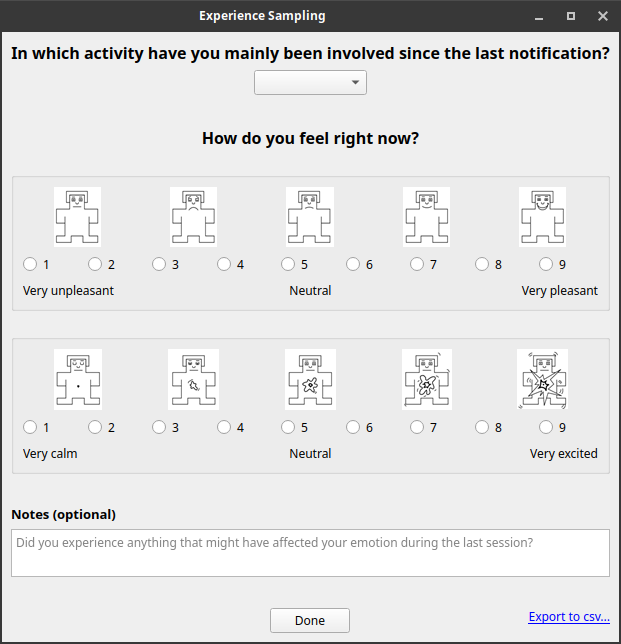 Experience Sampling
In which activity have you mainly been involved since the last notification?
How do you feel right now?
1 2 3 4 5 6 7 8 9
Very unpleasant Neutral Very pleasant
1 2 3 4 5 6 7 8 9
Very calm Neutral Very excited
Notes (optional)
Did you experience anything that might have affected your emotion during the last session?
Done
Export to csv...